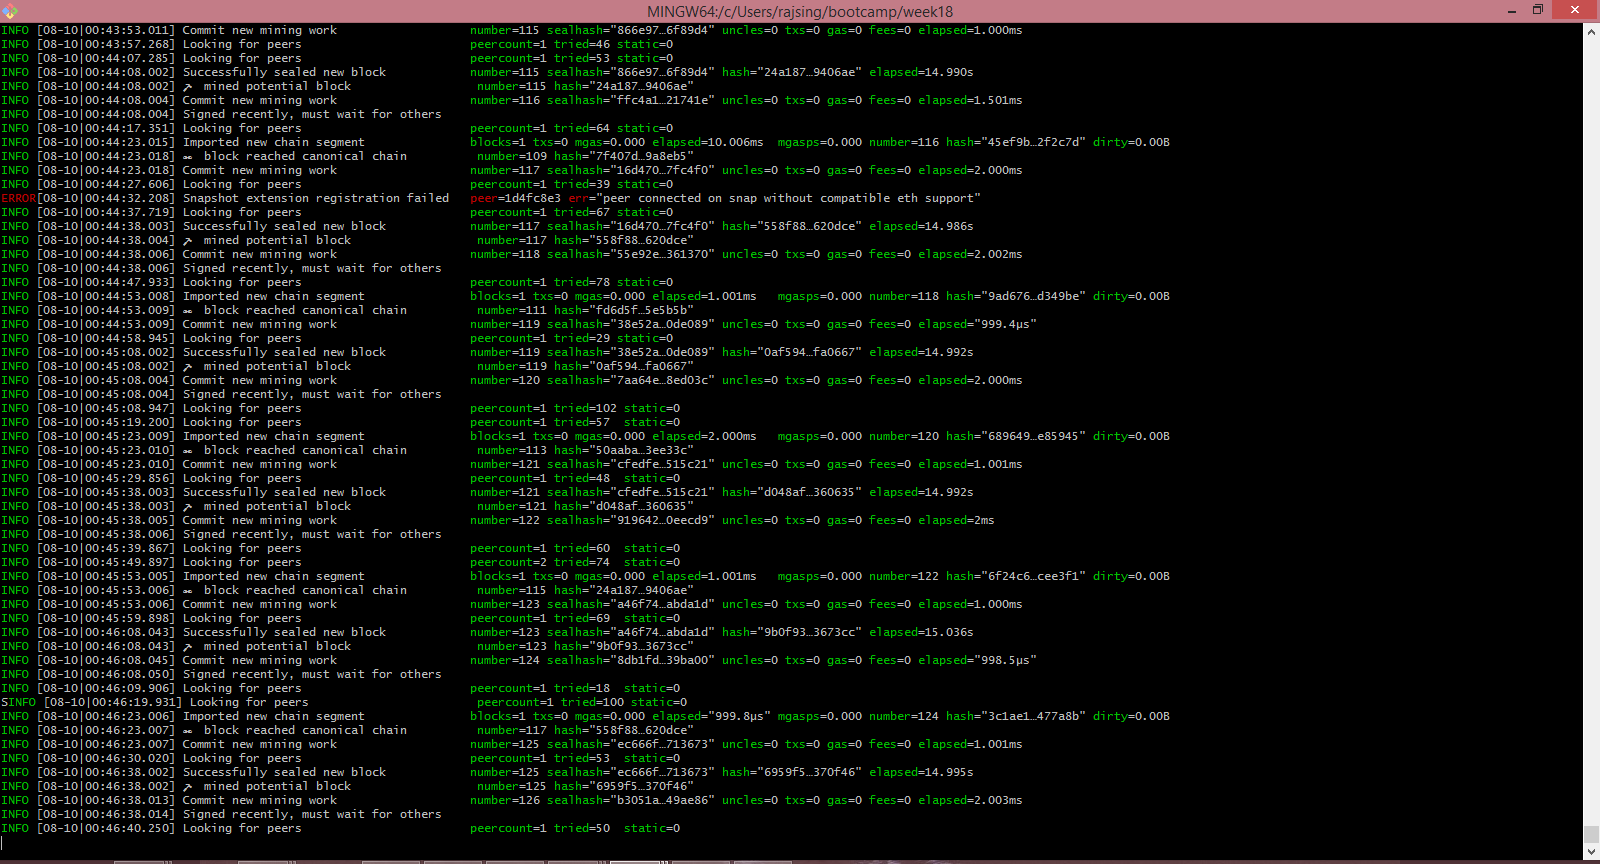 MINGW64:/c/Users/rajsing/bootcamp/week18
INFO [08-10|00:43:53.011] Commit new mining work number=115 sealhash="866e97…6f89d4" uncles=0 txs=0 gas=0 fees=0 elapsed=1.000ms
INFO [08-10|00:43:57.268] Looking for peers peercount=1 tried=46 static=0
INFO [08-10|00:44:07.285] Looking for peers peercount=1 tried=53 static=0
INFO [08-10|00:44:08.002] Successfully sealed new block number=115 sealhash="866e97…6f89d4" hash="24a187…9406ae" elapsed=14.990s
INFO [08-10|00:44:08.002] 🔨 mined potential block number=115 hash="24a187…9406ae"
INFO [08-10|00:44:08.004] Commit new mining work number=116 sealhash="ffc4a1…21741e" uncles=0 txs=0 gas=0 fees=0 elapsed=1.501ms
INFO [08-10|00:44:08.004] Signed recently, must wait for others
INFO [08-10|00:44:17.351] Looking for peers peercount=1 tried=64 static=0
INFO [08-10|00:44:23.015] Imported new chain segment blocks=1 txs=0 mgas=0.000 elapsed=10.006ms mgasps=0.000 number=116 hash="45ef9b…2f2c7d" dirty=0.00B
INFO [08-10|00:44:23.018] 🔗 block reached canonical chain number=109 hash="7f407d…9a8eb5"
INFO [08-10|00:44:23.018] Commit new mining work number=117 sealhash="16d470…7fc4f0" uncles=0 txs=0 gas=0 fees=0 elapsed=2.000ms
INFO [08-10|00:44:27.606] Looking for peers peercount=1 tried=39 static=0
ERROR[08-10|00:44:32.208] Snapshot extension registration failed peer=1d4fc8e3 err="peer connected on snap without compatible eth support"
INFO [08-10|00:44:37.719] Looking for peers peercount=1 tried=67 static=0
INFO [08-10|00:44:38.003] Successfully sealed new block number=117 sealhash="16d470…7fc4f0" hash="558f88…620dce" elapsed=14.986s
INFO [08-10|00:44:38.004] 🔨 mined potential block number=117 hash="558f88…620dce"
INFO [08-10|00:44:38.006] Commit new mining work number=118 sealhash="55e92e…361370" uncles=0 txs=0 gas=0 fees=0 elapsed=2.002ms
INFO [08-10|00:44:38.006] Signed recently, must wait for others
INFO [08-10|00:44:47.933] Looking for peers peercount=1 tried=78 static=0
INFO [08-10|00:44:53.008] Imported new chain segment blocks=1 txs=0 mgas=0.000 elapsed=1.001ms mgasps=0.000 number=118 hash="9ad676…d349be" dirty=0.00B
INFO [08-10|00:44:53.009] 🔗 block reached canonical chain number=111 hash="fd6d5f…5e5b5b"
INFO [08-10|00:44:53.009] Commit new mining work number=119 sealhash="38e52a…0de089" uncles=0 txs=0 gas=0 fees=0 elapsed="999.4µs"
INFO [08-10|00:44:58.945] Looking for peers peercount=1 tried=29 static=0
INFO [08-10|00:45:08.002] Successfully sealed new block number=119 sealhash="38e52a…0de089" hash="0af594…fa0667" elapsed=14.992s
INFO [08-10|00:45:08.002] 🔨 mined potential block number=119 hash="0af594…fa0667"
INFO [08-10|00:45:08.004] Commit new mining work number=120 sealhash="7aa64e…8ed03c" uncles=0 txs=0 gas=0 fees=0 elapsed=2.000ms
INFO [08-10|00:45:08.004] Signed recently, must wait for others
INFO [08-10|00:45:08.947] Looking for peers peercount=1 tried=102 static=0
INFO [08-10|00:45:19.200] Looking for peers peercount=1 tried=57 static=0
INFO [08-10|00:45:23.009] Imported new chain segment blocks=1 txs=0 mgas=0.000 elapsed=2.000ms mgasps=0.000 number=120 hash="689649…e85945" dirty=0.00B
INFO [08-10|00:45:23.010] 🔗 block reached canonical chain number=113 hash="50aaba…3ee33c"
INFO [08-10|00:45:23.010] Commit new mining work number=121 sealhash="cfedfe…515c21" uncles=0 txs=0 gas=0 fees=0 elapsed=1.001ms
INFO [08-10|00:45:29.856] Looking for peers peercount=1 tried=48 static=0
INFO [08-10|00:45:38.003] Successfully sealed new block number=121 sealhash="cfedfe…515c21" hash="d048af…360635" elapsed=14.992s
INFO [08-10|00:45:38.003] 🔨 mined potential block number=121 hash="d048af…360635"
INFO [08-10|00:45:38.005] Commit new mining work number=122 sealhash="919642…0eecd9" uncles=0 txs=0 gas=0 fees=0 elapsed=2ms
INFO [08-10|00:45:38.006] Signed recently, must wait for others
INFO [08-10|00:45:39.867] Looking for peers peercount=1 tried=60 static=0
INFO [08-10|00:45:49.897] Looking for peers peercount=2 tried=74 static=0
INFO [08-10|00:45:53.005] Imported new chain segment blocks=1 txs=0 mgas=0.000 elapsed=1.001ms mgasps=0.000 number=122 hash="6f24c6…cee3f1" dirty=0.00B
INFO [08-10|00:45:53.006] 🔗 block reached canonical chain number=115 hash="24a187…9406ae"
INFO [08-10|00:45:53.006] Commit new mining work number=123 sealhash="a46f74…abda1d" uncles=0 txs=0 gas=0 fees=0 elapsed=1.000ms
INFO [08-10|00:45:59.898] Looking for peers peercount=1 tried=69 static=0
INFO [08-10|00:46:08.043] Successfully sealed new block number=123 sealhash="a46f74…abda1d" hash="9b0f93…3673cc" elapsed=15.036s
INFO [08-10|00:46:08.043] 🔨 mined potential block number=123 hash="9b0f93…3673cc"
INFO [08-10|00:46:08.045] Commit new mining work number=124 sealhash="8db1fd…39ba00" uncles=0 txs=0 gas=0 fees=0 elapsed="998.5µs"
INFO [08-10|00:46:08.050] Signed recently, must wait for others
INFO [08-10|00:46:09.906] Looking for peers peercount=1 tried=18 static=0
SINFO [08-10|00:46:19.931] Looking for peers peercount=1 tried=100 static=0
INFO [08-10|00:46:23.006] Imported new chain segment blocks=1 txs=0 mgas=0.000 elapsed="999.8µs" mgasps=0.000 number=124 hash="3c1ae1…477a8b" dirty=0.00B
INFO [08-10|00:46:23.007] 🔗 block reached canonical chain number=117 hash="558f88…620dce"
INFO [08-10|00:46:23.007] Commit new mining work number=125 sealhash="ec666f…713673" uncles=0 txs=0 gas=0 fees=0 elapsed=1.001ms
INFO [08-10|00:46:30.020] Looking for peers peercount=1 tried=53 static=0
INFO [08-10|00:46:38.002] Successfully sealed new block number=125 sealhash="ec666f…713673" hash="6959f5…370f46" elapsed=14.995s
INFO [08-10|00:46:38.002] 🔨 mined potential block number=125 hash="6959f5…370f46"
INFO [08-10|00:46:38.013] Commit new mining work number=126 sealhash="b3051a…49ae86" uncles=0 txs=0 gas=0 fees=0 elapsed=2.003ms
INFO [08-10|00:46:38.014] Signed recently, must wait for others
INFO [08-10|00:46:40.250] Looking for peers peercount=1 tried=50 static=0